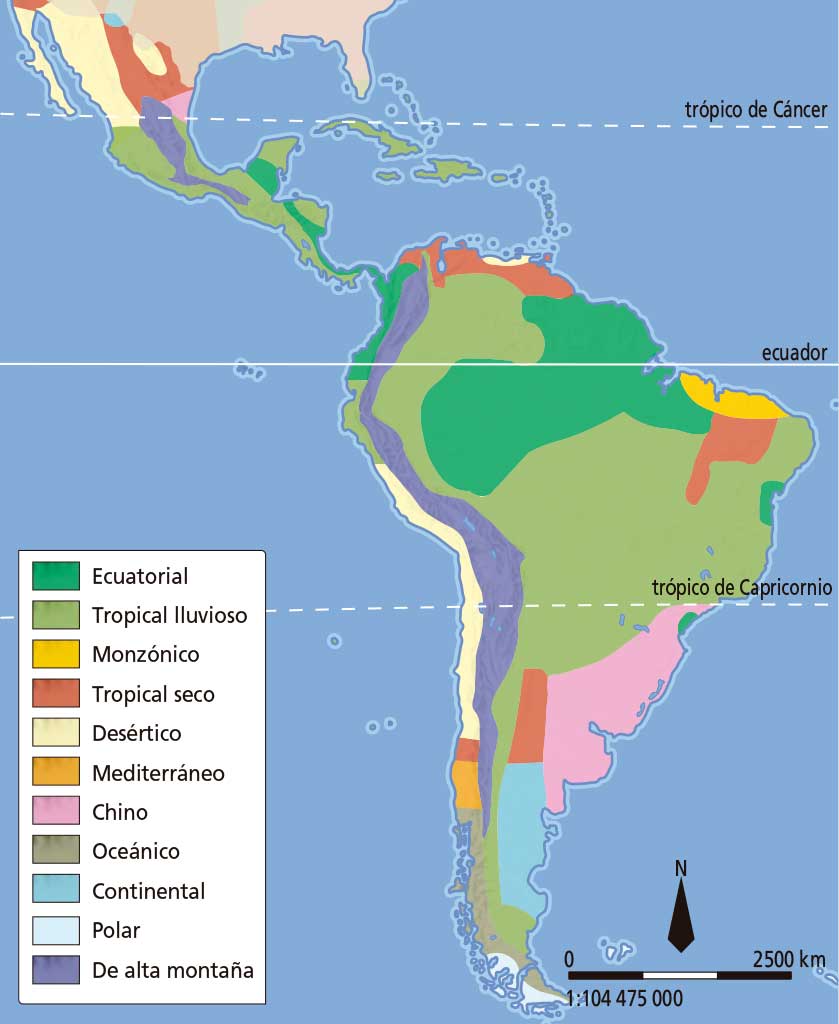 trópico de Cáncer
ecuador
trópico de Capricornio
Ecuatorial
Tropical lluvioso
Monzónico
Tropical seco
Desértico
Mediterráneo
Chino
Oceánico
Continental
Polar
De alta montaña
N
0 2500 km
1:104 475 000